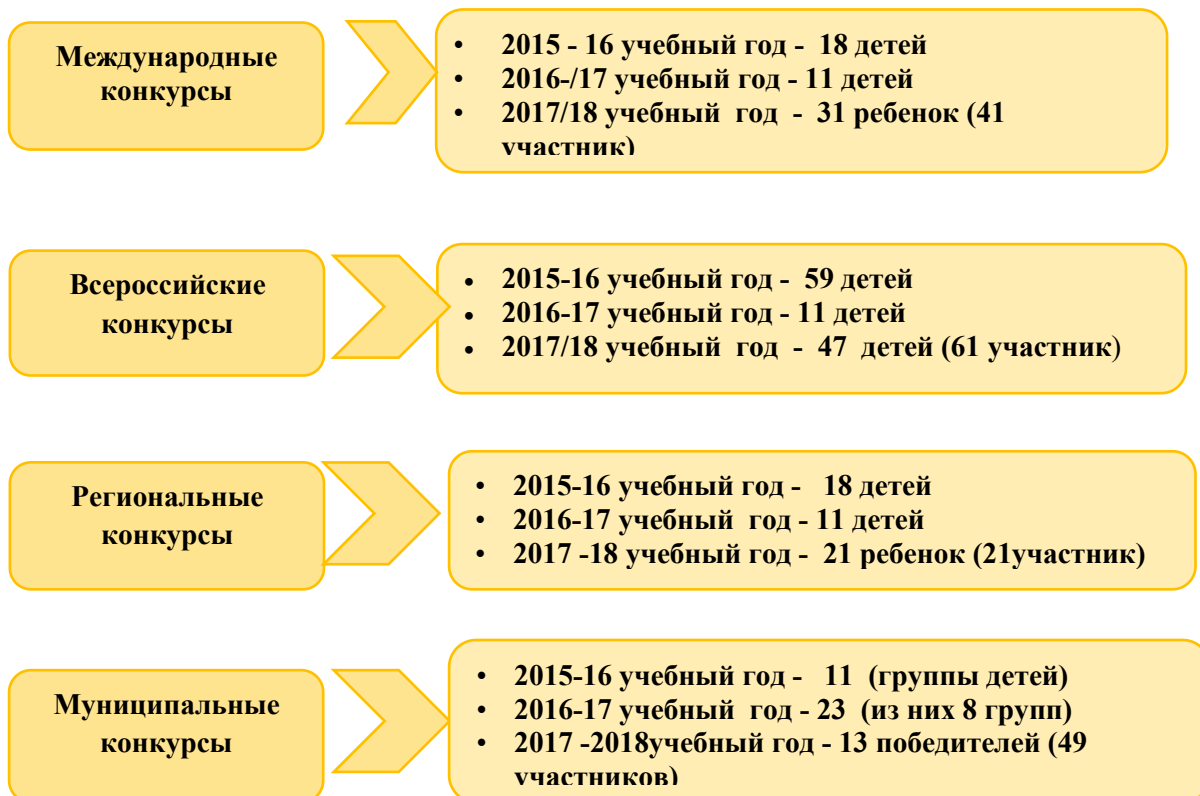 Международные
конкурсы
• 2015 - 16 учебный год - 18 детей
• 2016-/17 учебный год - 11 детей
• 2017/18 учебный год - 31 ребенок (41
участник)
Всероссийские
конкурсы
• 2015-16 учебный год - 59 детей
• 2016-17 учебный год - 11 детей
• 2017/18 учебный год - 47 детей (61 участник)
Региональные
конкурсы
• 2015-16 учебный год - 18 детей
• 2016-17 учебный год - 11 детей
• 2017 -18 учебный год - 21 ребенок (21участник)
Муниципальные
конкурсы
• 2015-16 учебный год - 11 (группы детей)
• 2016-17 учебный год - 23 (из них 8 групп)
• 2017 -2018учебный год - 13 победителей (49
участников)